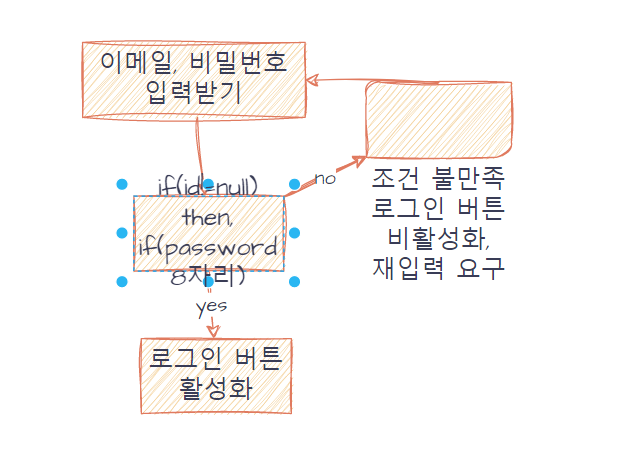 이메일, 비밀번호
입력받기
if(id!=null)
then,
if(password
8자리)
no
조건 불만족
로그인 버튼
비활성화,
재입력 요구
yes
로그인 버튼
활성화